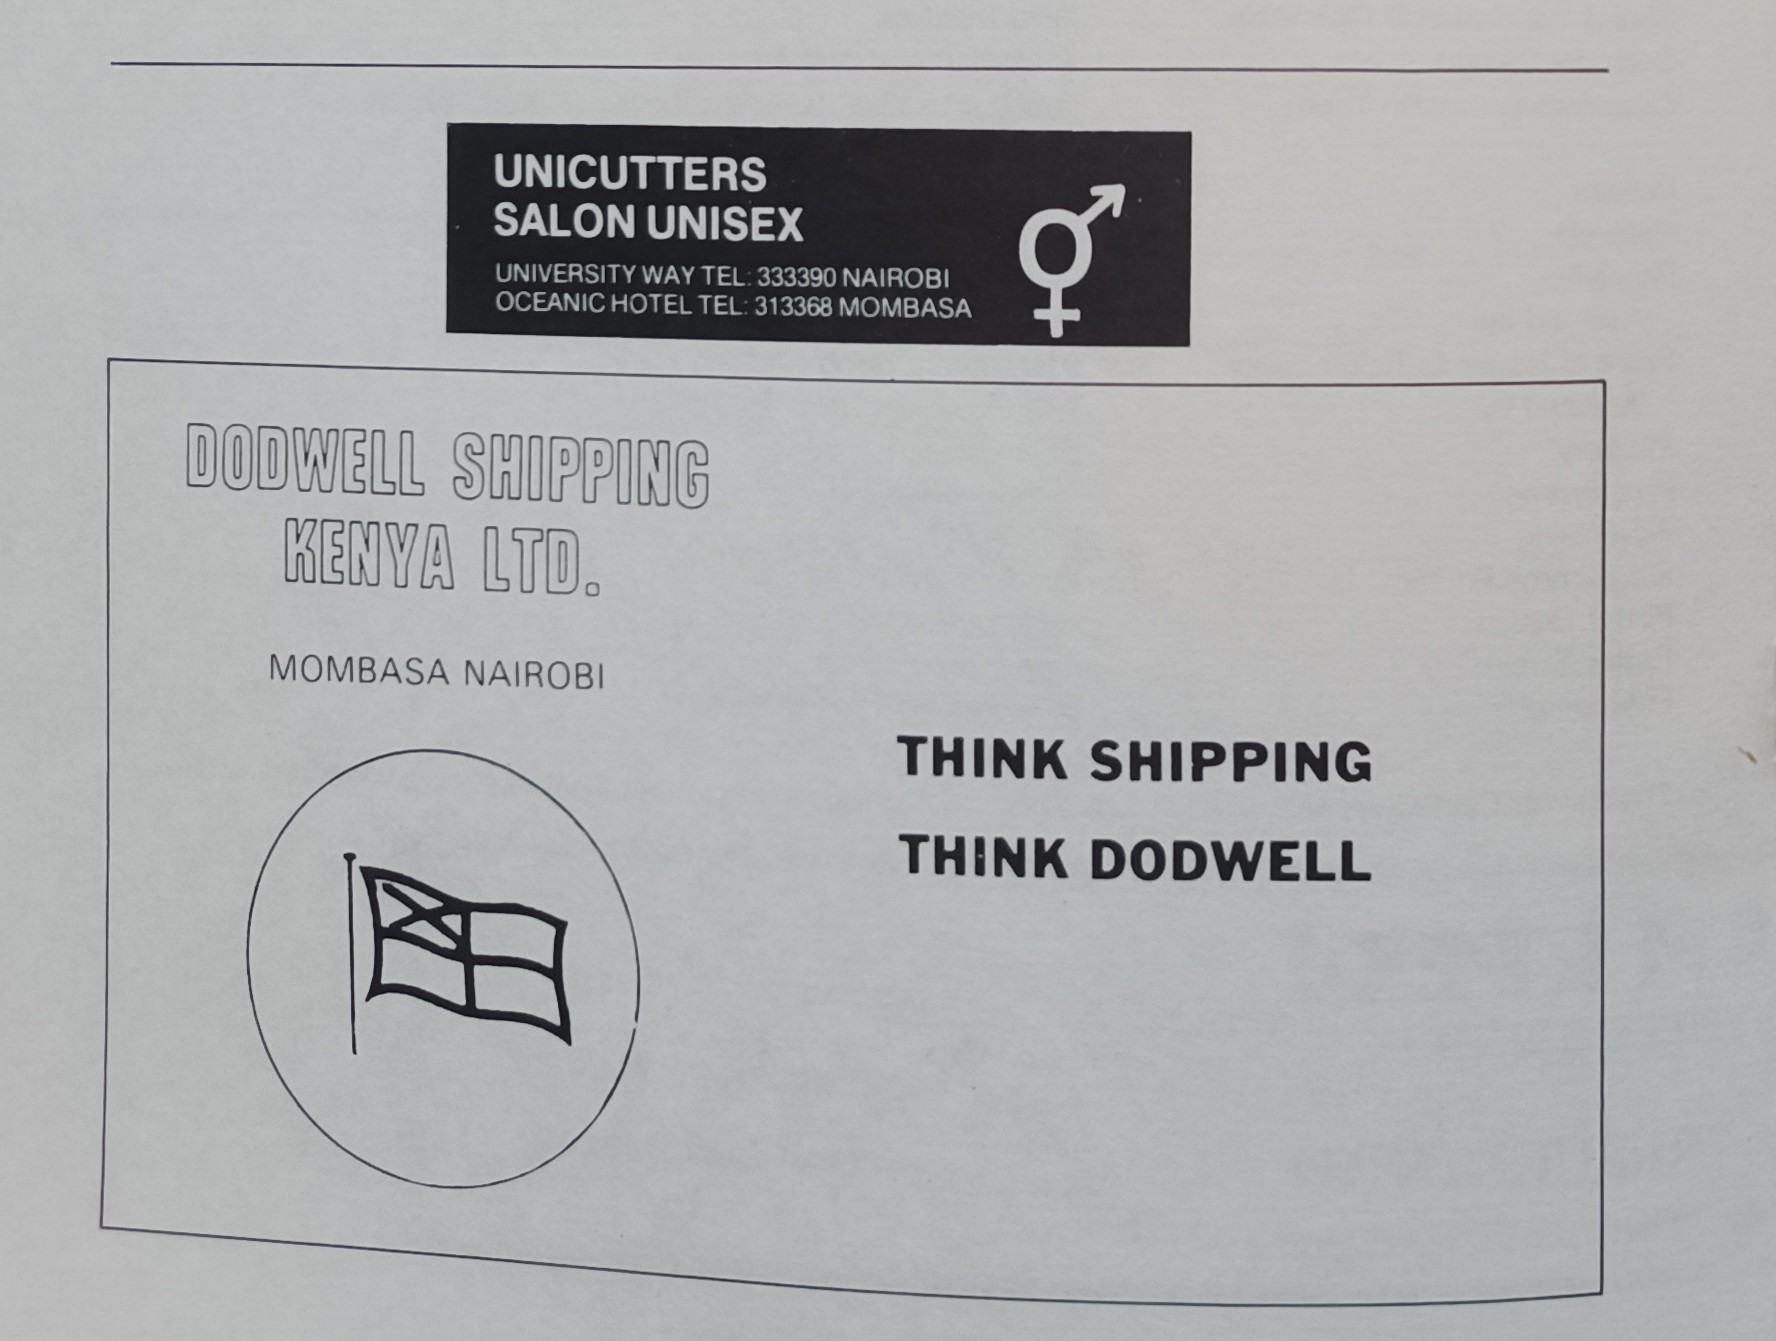 UNICUTTERS
SALON UNISEX
UNIVERSITY WAY TEL: 333390 NAIROBI
OCEANIC HOTEL TEL: 313368 MOMBASA
DODWELL SHIPPING
KENYA LTD.
MOMBASA NAIROBI
THINK SHIPPING
THINK DODWELL